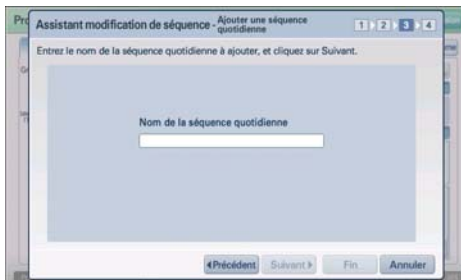 Assistant modification de séquence - Ajouter une séquence quotidienne
1 2 3 4
Entrez le nom de la séquence quotidienne à ajouter, et cliquez sur Suivant.
Nom de la séquence quotidienne
Précédent Suivant Fin... Annuler